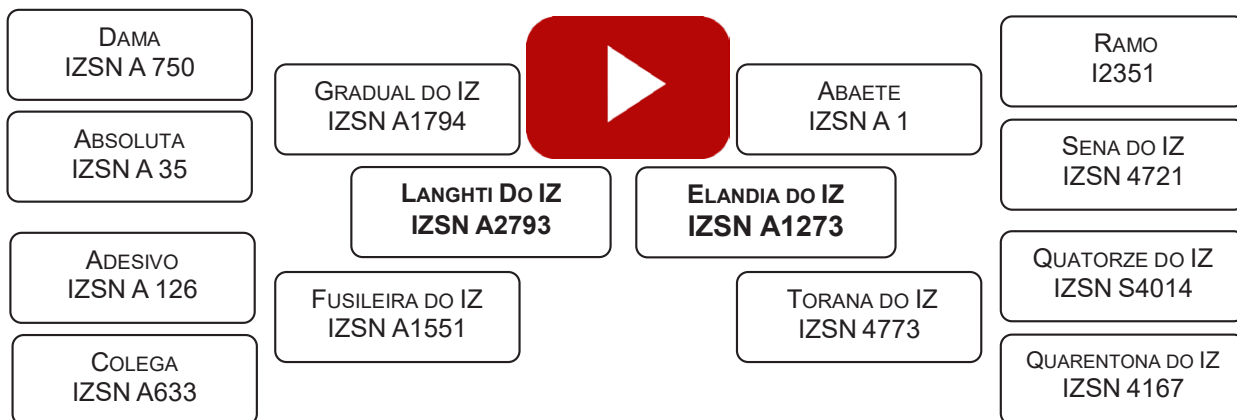 DAMA
IZSN A 750
ABSOLUTA
IZSN A 35
ADESIVO
IZSN A 126
COLEGA
IZSN A633
GRADUAL DO IZ
IZSN A1794
FUSILEIRA DO IZ
IZSN A1551
LANGHTI DO IZ
IZSN A2793
ELANDIA DO IZ
IZSN A1273
ABAETE
IZSN A 1
TORANA DO IZ
IZSN 4773
RAMO
I2351
SENA DO IZ
IZSN 4721
QUATORZE DO IZ
IZSN S4014
QUARENTONA DO IZ
IZSN 4167